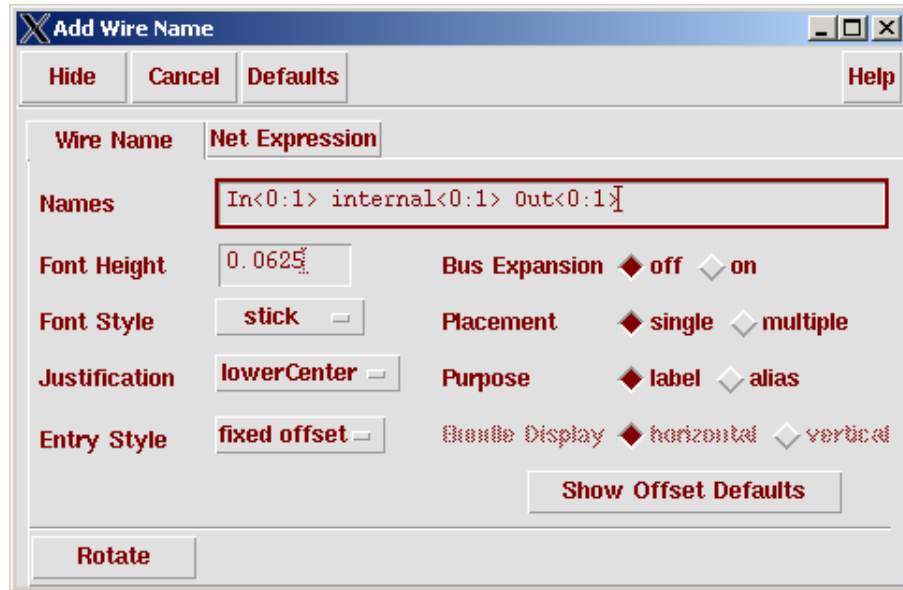 Add Wire Name
Hide Cancel Defaults Help
Wire Name Net Expression
Names In<0:1> internal<0:1> Out<0:1>
Font Height 0.0625 Bus Expansion off on
Font Style stick Placement single multiple
Justification lowerCenter Purpose label alias
Entry Style fixed offset Bundle Display horizontal vertical
Show Offset Defaults
Rotate